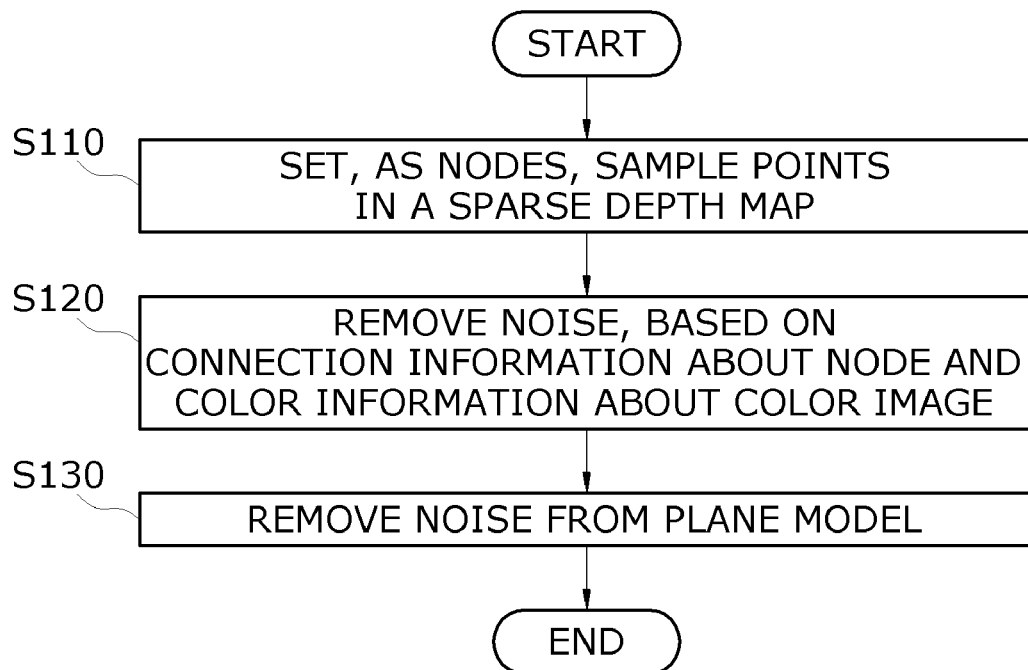 START
S110
SET, AS NODES, SAMPLE POINTS
IN A SPARSE DEPTH MAP
S120
REMOVE NOISE, BASED ON
CONNECTION INFORMATION ABOUT NODE AND
COLOR INFORMATION ABOUT COLOR IMAGE
S130
REMOVE NOISE FROM PLANE MODEL
END